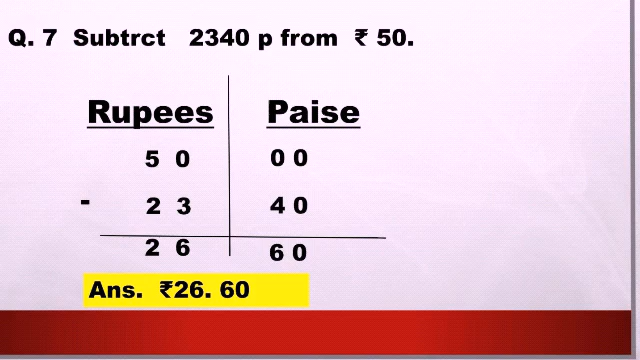 Q. 7 Subtrct 2340 p from ₹ 50.
Rupees Paise
5 0 0 0
- 2 3 4 0
2 6 6 0
Ans. ₹26. 60